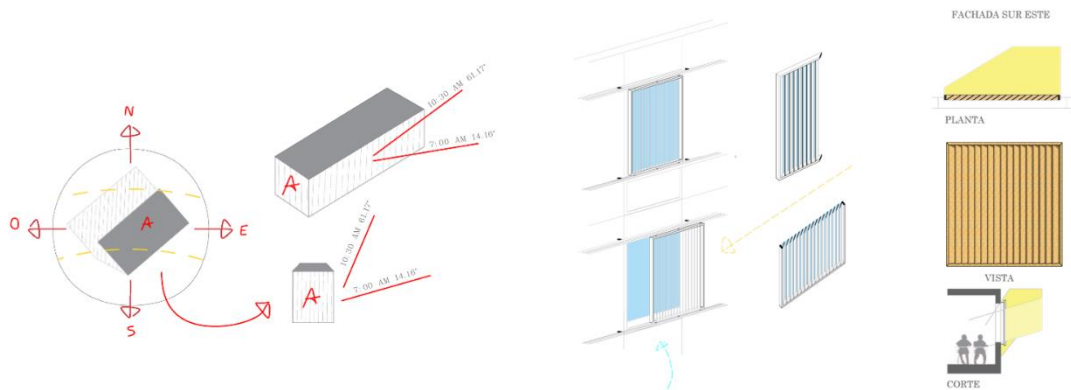 N
O
A
E
S
A
10:30 AM 61.17°
7:00 AM 14.16°
A
10:30 AM 61.17°
7:00 AM 14.16°
FACHADA SUR ESTE
PLANTA
VISTA
CORTE